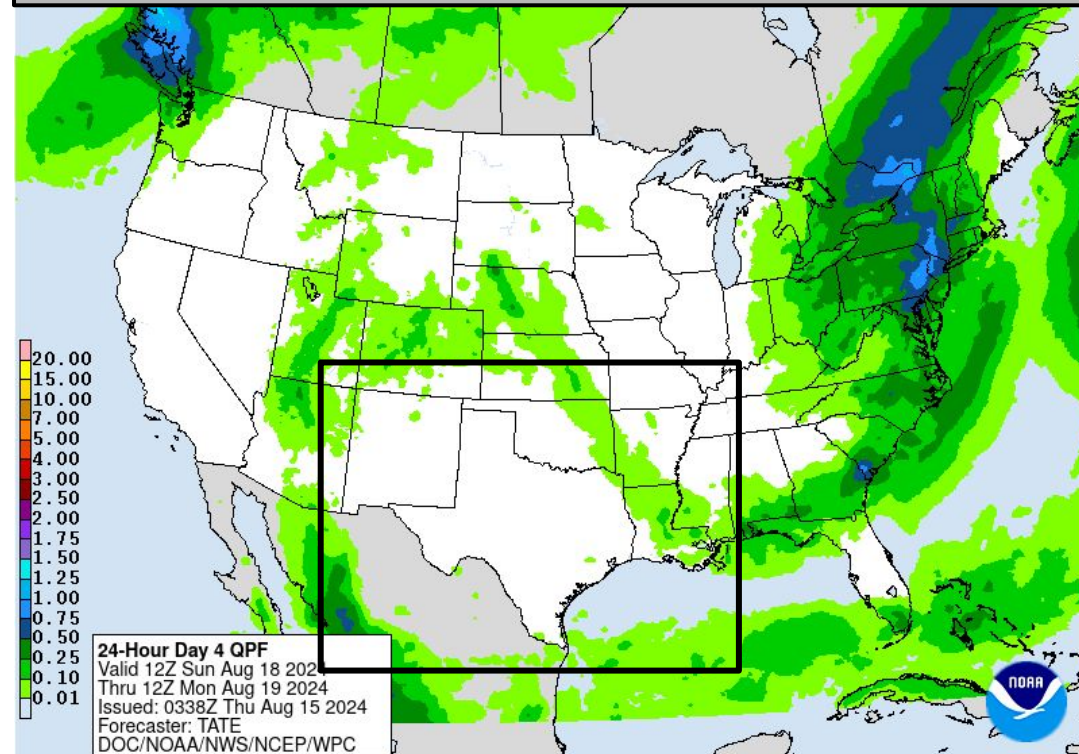 20.00
15.00
10.00
7.00
5.00
4.00
3.00
2.50
2.00
1.75
1.50
1.25
1.00
0.75
0.50
0.25
0.10
0.01
24-Hour Day 4 QPF
Valid 12Z Sun Aug 18 2024
Thru 12Z Mon Aug 19 2024
Issued: 0338Z Thu Aug 15 2024
Forecaster: TATE
DOC/NOAA/NWS/NCEP/WPC
NOAA